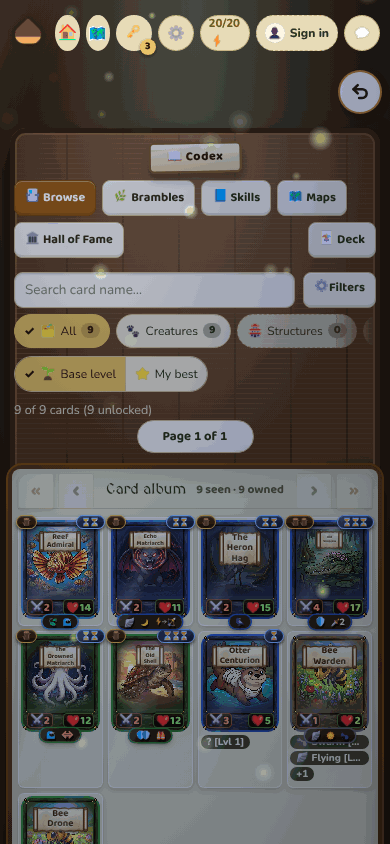 20/20
Sign in
3
Codex
Browse
Brambles
Skills
Maps
Hall of Fame
Deck
Search card name...
Filters
All 9
Creatures 9
Structures 0
Base level
My best
9 of 9 cards (9 unlocked)
Page 1 of 1
« ‹ Card album 9 seen · 9 owned › »
Reef Admiral
2 14
Echo Matriarch
2 11
The Heron Hag
2 15
4 17
2
The Drowned Matriarch
2 12
The Old Shell
2 12
Otter Centurion
3 5
? [Lvl 1]
Bee Warden
1 2
Flying [L...
+1
Bee Drone